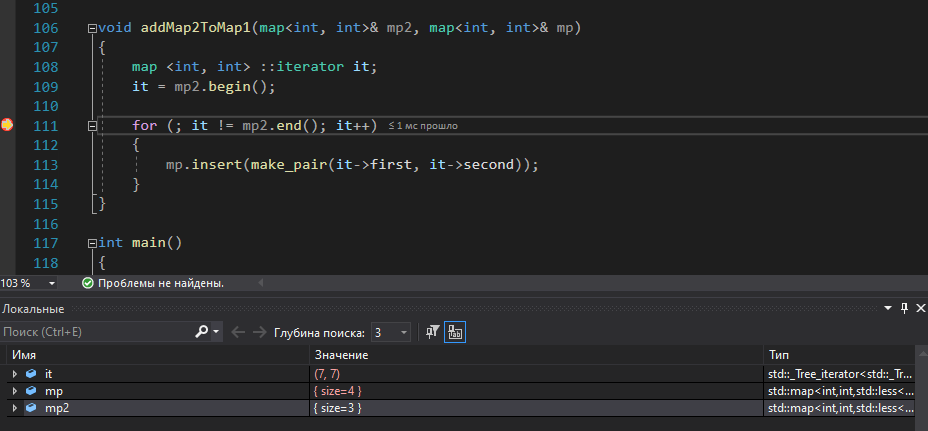 105
106 void addMap2ToMap1(map<int, int>& mp2, map<int, int>& mp)
107 {
108 map <int, int> ::iterator it;
109 it = mp2.begin();
110
111 for (; it != mp2.end(); it++) ≤ 1 мс прошло
112 {
113 mp.insert(make_pair(it->first, it->second));
114 }
115 }
116
117 int main()
118 {
103 % Проблемы не найдены.
Локальные
Поиск (Ctrl+E) Глубина поиска: 3
Имя Значение Тип
it (7, 7) std::_Tree_iterator<std::_Tr...
mp { size=4 } std::map<int,int,std::less<...
mp2 { size=3 } std::map<int,int,std::less<...